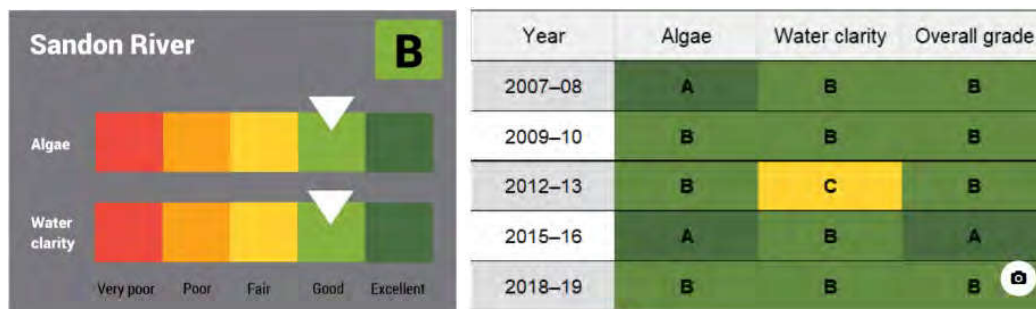 Sandon River
B
Algae
Water
clarity
Very poor Poor Fair Good Excellent
Year Algae Water clarity Overall grade
2007–08 A B B
2009–10 B B B
2012–13 B C B
2015–16 A B A
2018–19 B B B